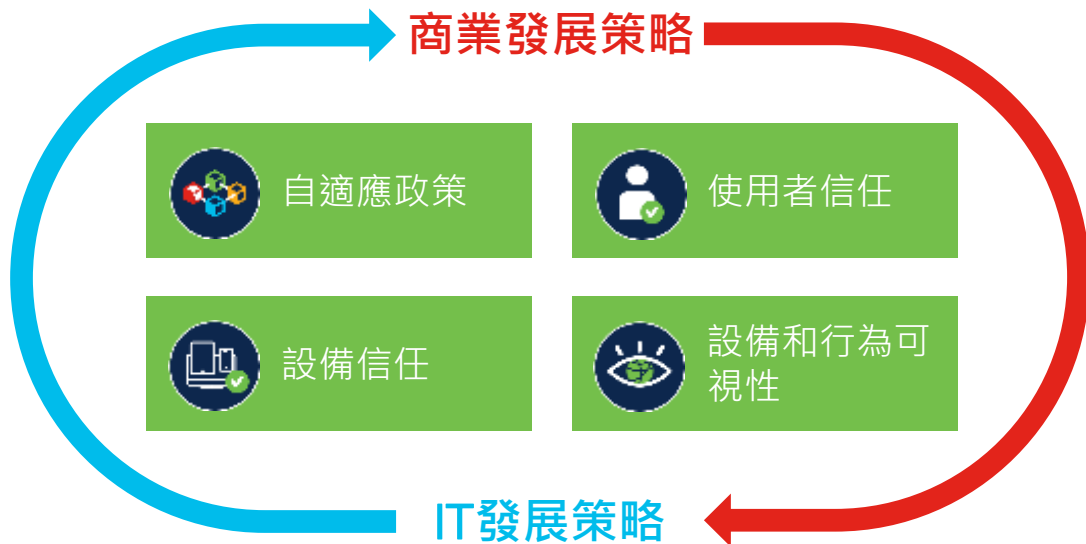 商業發展策略
自適應政策
使用者信任
設備信任
設備和行為可
視性
IT發展策略